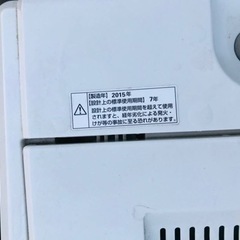 【製造年】2015年
【設計上の標準使用期間】7年
設計上の標準使用期間を超えて使用
されますと、経年劣化による発火・
けが等の事故に至る恐れがあります。